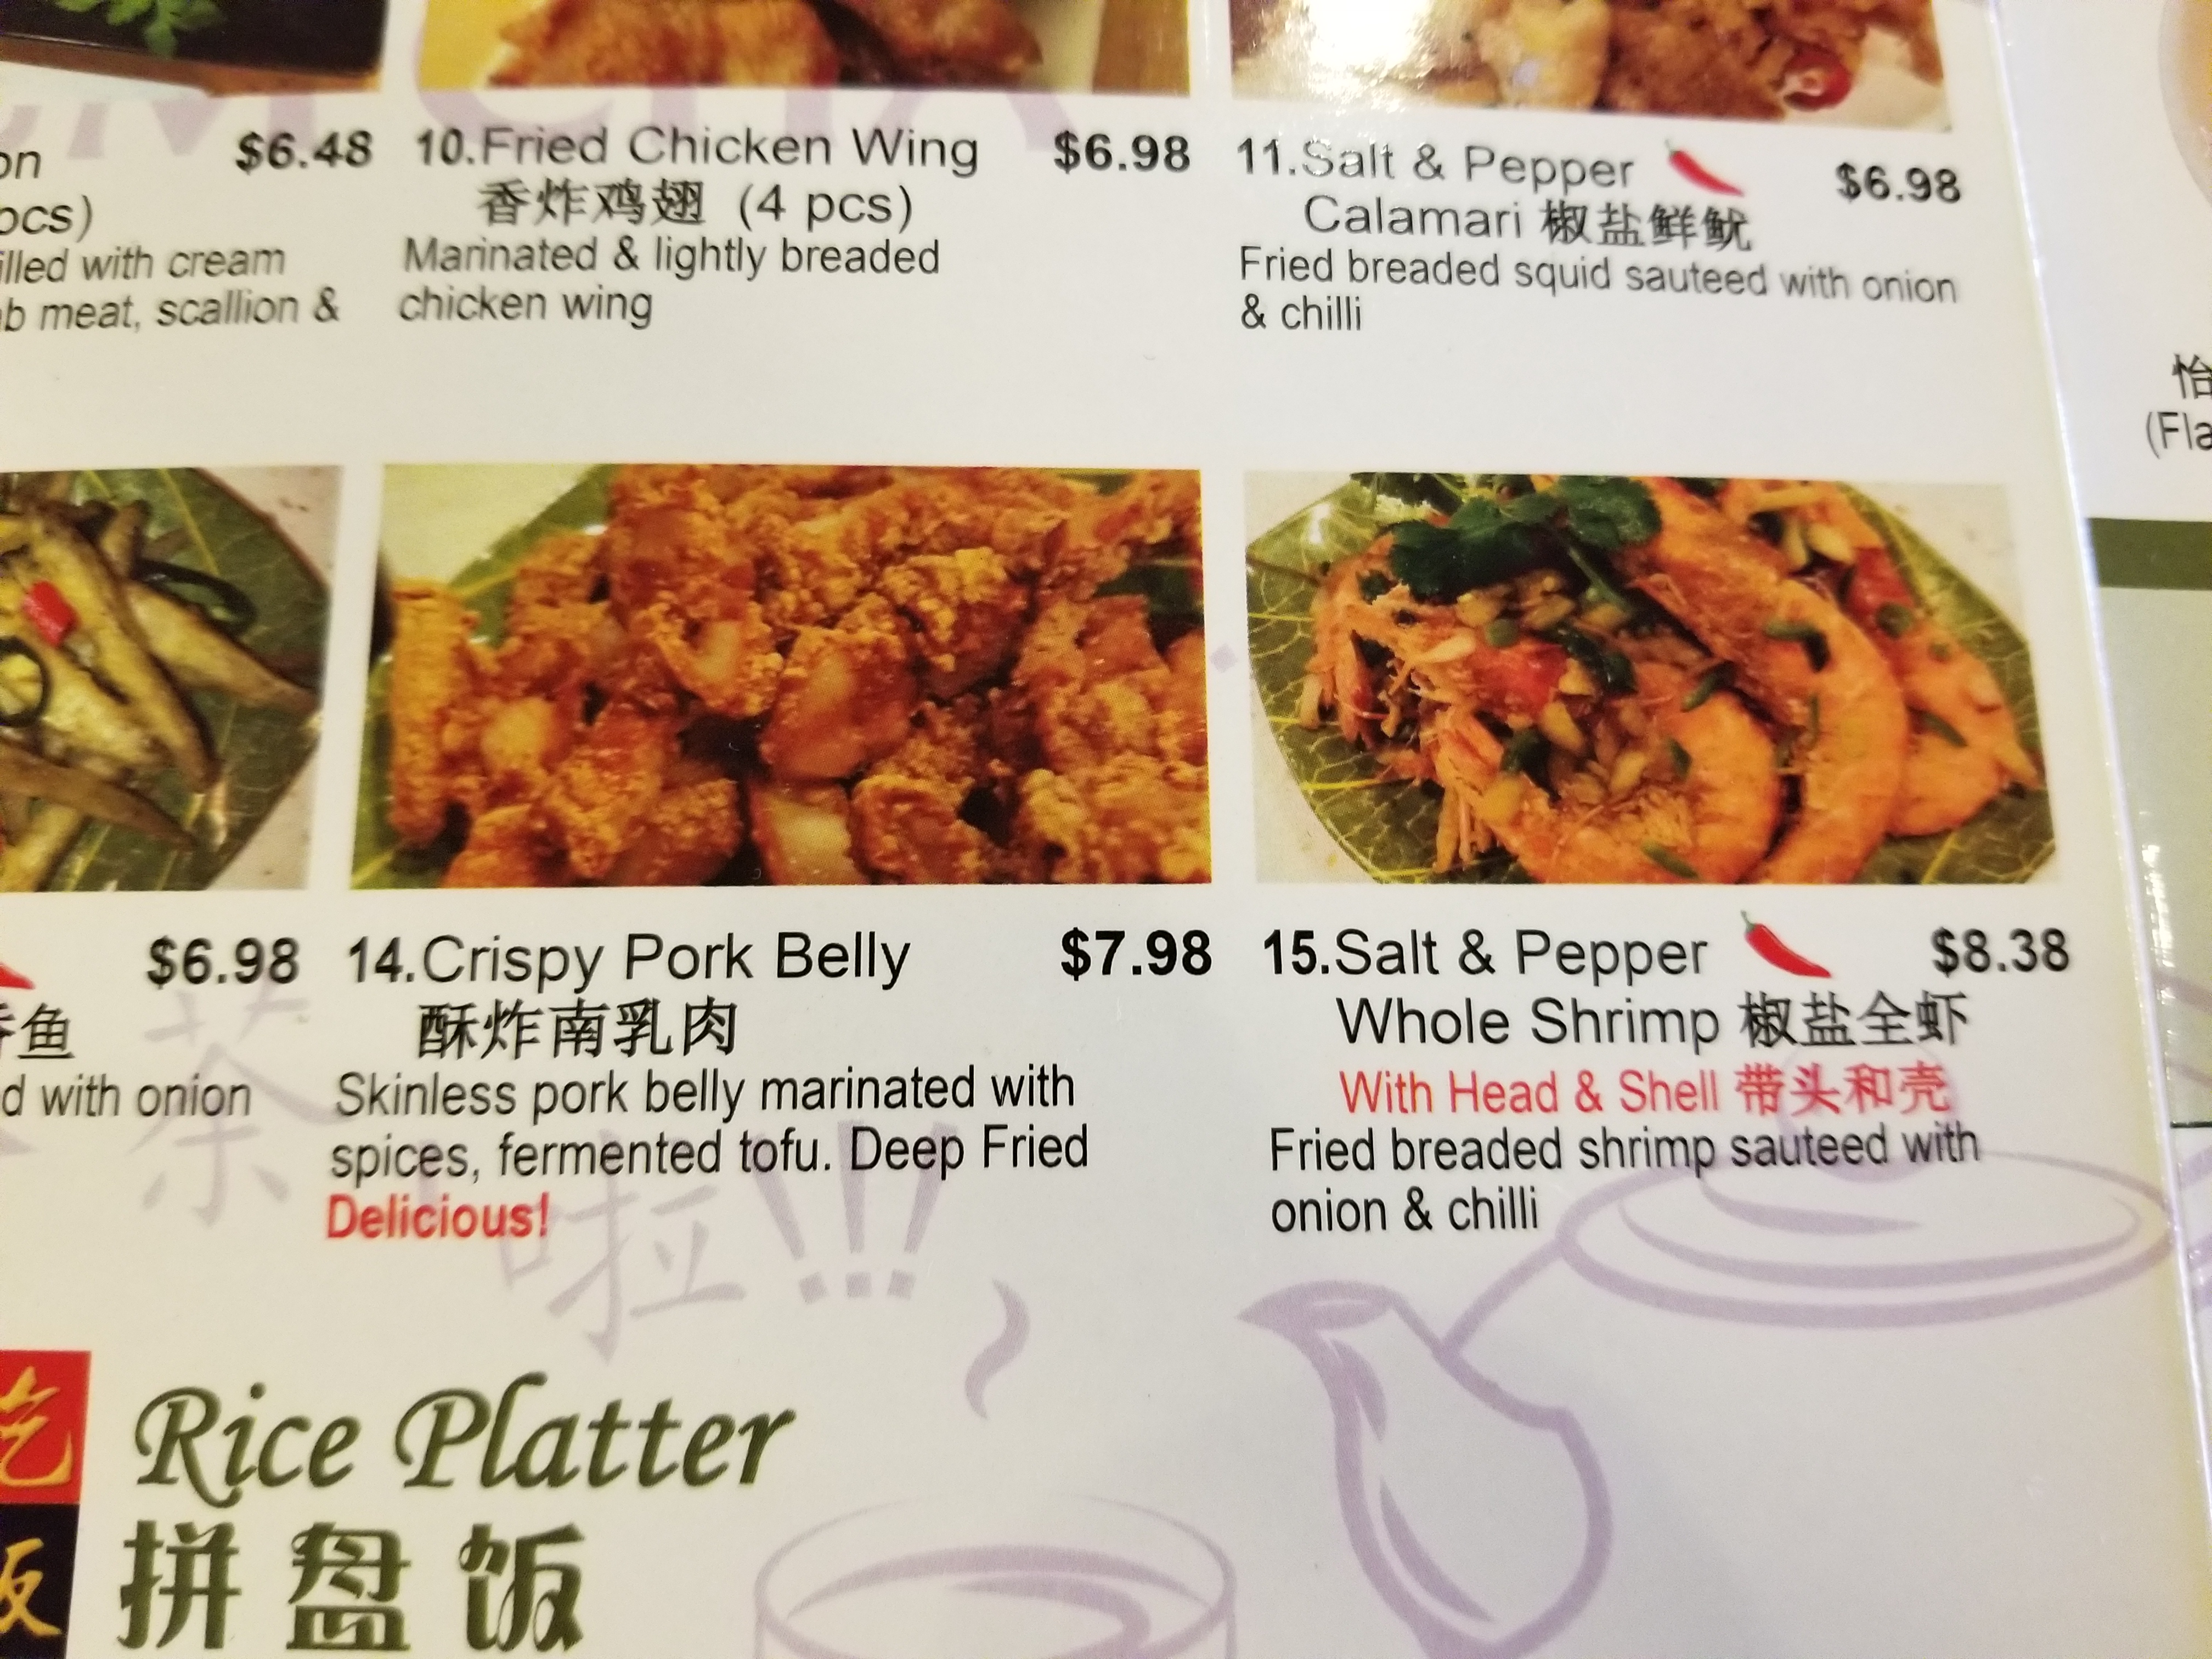 $6.48
pcs)
filled with cream
meat, scallion &
10.Fried Chicken Wing $6.98
香炸鸡翅 (4 pcs)
Marinated & lightly breaded
chicken wing
11.Salt & Pepper $6.98
Calamari 椒盐鲜鱿
Fried breaded squid sauteed with onion
& chilli
$6.98
鱼
with onion
14.Crispy Pork Belly $7.98
酥炸南乳肉
Skinless pork belly marinated with
spices, fermented tofu. Deep Fried
Delicious!
15.Salt & Pepper $8.38
Whole Shrimp 椒盐全虾
With Head & Shell 带头和壳
Fried breaded shrimp sauteed with
onion & chilli
茶
啦!!!
吃
饭
Rice Platter
拼盘饭
怡